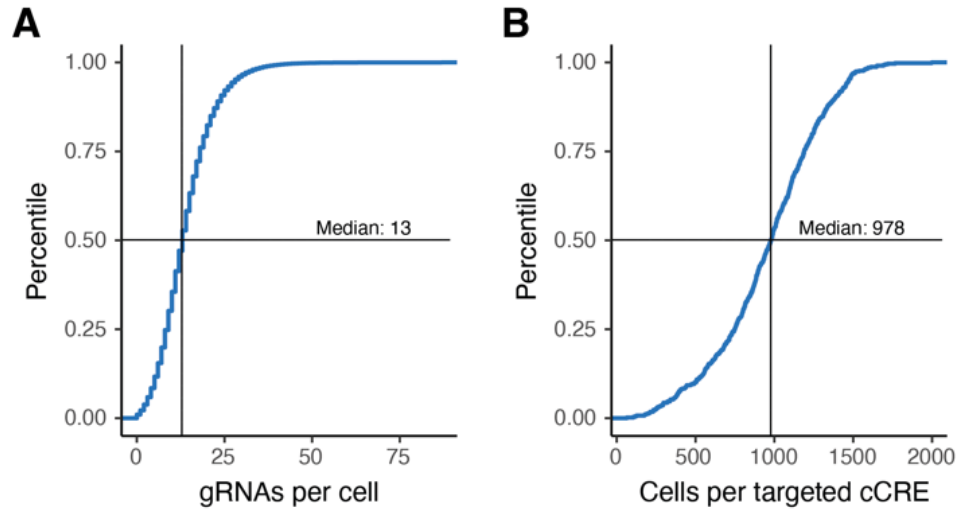 A
Percentile
1.00
0.75
0.50
0.25
0.00
Median: 13
0 25 50 75
gRNAs per cell
B
Percentile
1.00
0.75
0.50
0.25
0.00
Median: 978
0 500 1000 1500 2000
Cells per targeted cCRE